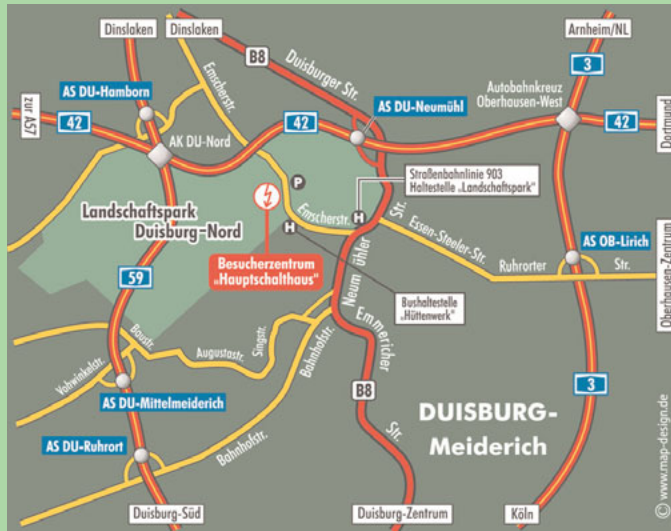 Dinslaken
Dinslaken
Arnheim/NL
B8
Duisburger Str.
3
Emscherstr.
AS DU-Hamborn
AS DU-Neumühl
Autobahnkreuz
Oberhausen-West
zur A57
42
AK DU-Nord
42
42
Dortmund
P
Straßenbahnlinie 903
Haltestelle „Landschaftspark“
Landschaftspark
Duisburg-Nord
Emscherstr.
H
H
Str.
Essen-Steeler-Str.
AS OB-Lirich
Besucherzentrum
„Hauptschalthaus“
Neumühler
Ruhrorter
Str.
Oberhausen-Zentrum
59
Bushaltestelle
„Hüttenwerk“
Baustr.
Singstr.
Emmericher
Vohwinkelstr.
Augustastr.
Bahnhofstr.
AS DU-Mittelmeiderich
B8
3
DUISBURG-
Meiderich
AS DU-Ruhrort
Bahnhofstr.
Str.
Duisburg-Süd
Duisburg-Zentrum
Köln
© www.map-design.de